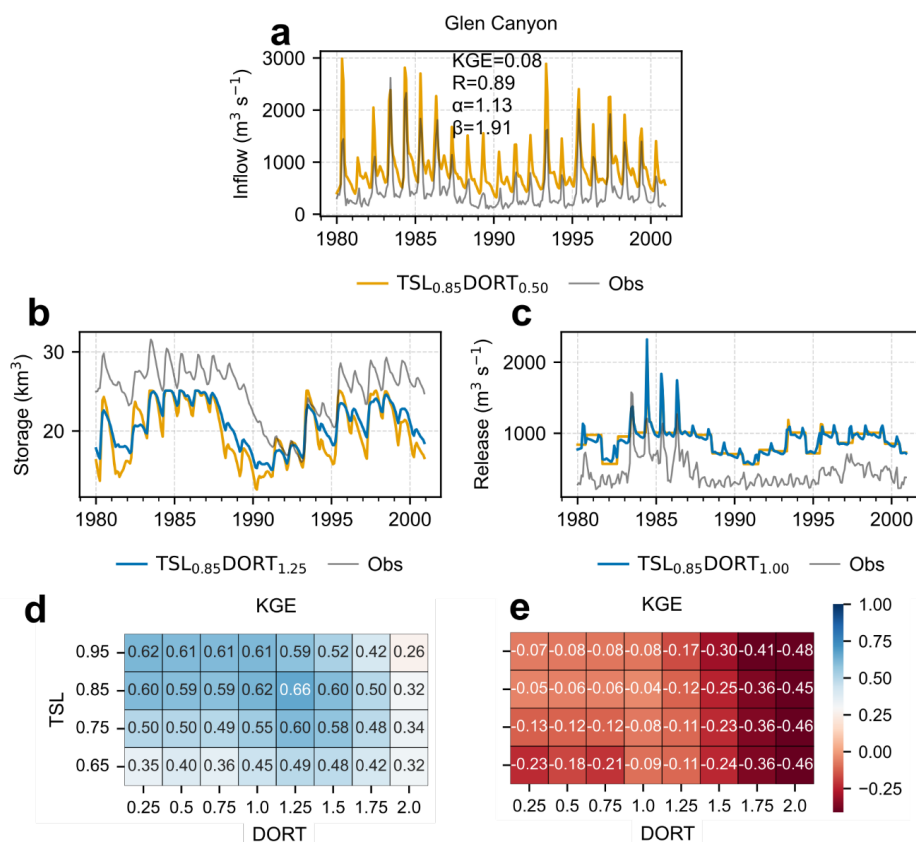 Glen Canyon
a
KGE=0.08
R=0.89
α=1.13
β=1.91
Inflow (m³ s⁻¹)
3000
2000
1000
0
1980 1985 1990 1995 2000
TSL₀.₈₅DORT₀.₅₀ Obs
b
Storage (km³)
30
20
1980 1985 1990 1995 2000
TSL₀.₈₅DORT₁.₂₅ Obs
c
Release (m³ s⁻¹)
2000
1000
1980 1985 1990 1995 2000
TSL₀.₈₅DORT₁.₀₀ Obs
d
KGE
TSL
0.95 0.62 0.61 0.61 0.61 0.59 0.52 0.42 0.26
0.85 0.60 0.59 0.59 0.62 0.66 0.60 0.50 0.32
0.75 0.50 0.50 0.49 0.55 0.60 0.58 0.48 0.34
0.65 0.35 0.40 0.36 0.45 0.49 0.48 0.42 0.32
0.25 0.5 0.75 1.0 1.25 1.5 1.75 2.0
DORT
e
KGE
-0.07 -0.08 -0.08 -0.08 -0.17 -0.30 -0.41 -0.48
-0.05 -0.06 -0.06 -0.04 -0.12 -0.25 -0.36 -0.45
-0.13 -0.12 -0.12 -0.08 -0.11 -0.23 -0.36 -0.46
-0.23 -0.18 -0.21 -0.09 -0.11 -0.24 -0.36 -0.46
0.25 0.5 0.75 1.0 1.25 1.5 1.75 2.0
DORT
1.00
0.75
0.50
0.25
0.00
−0.25